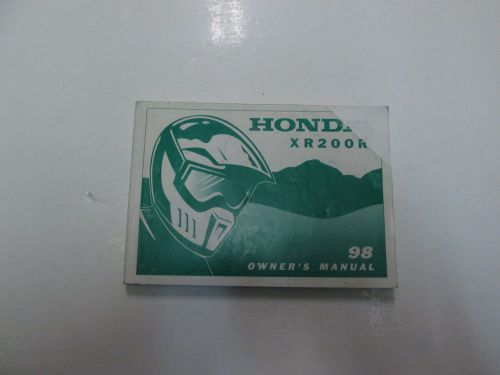 HONDA
XR200R
98
OWNER'S MANUAL